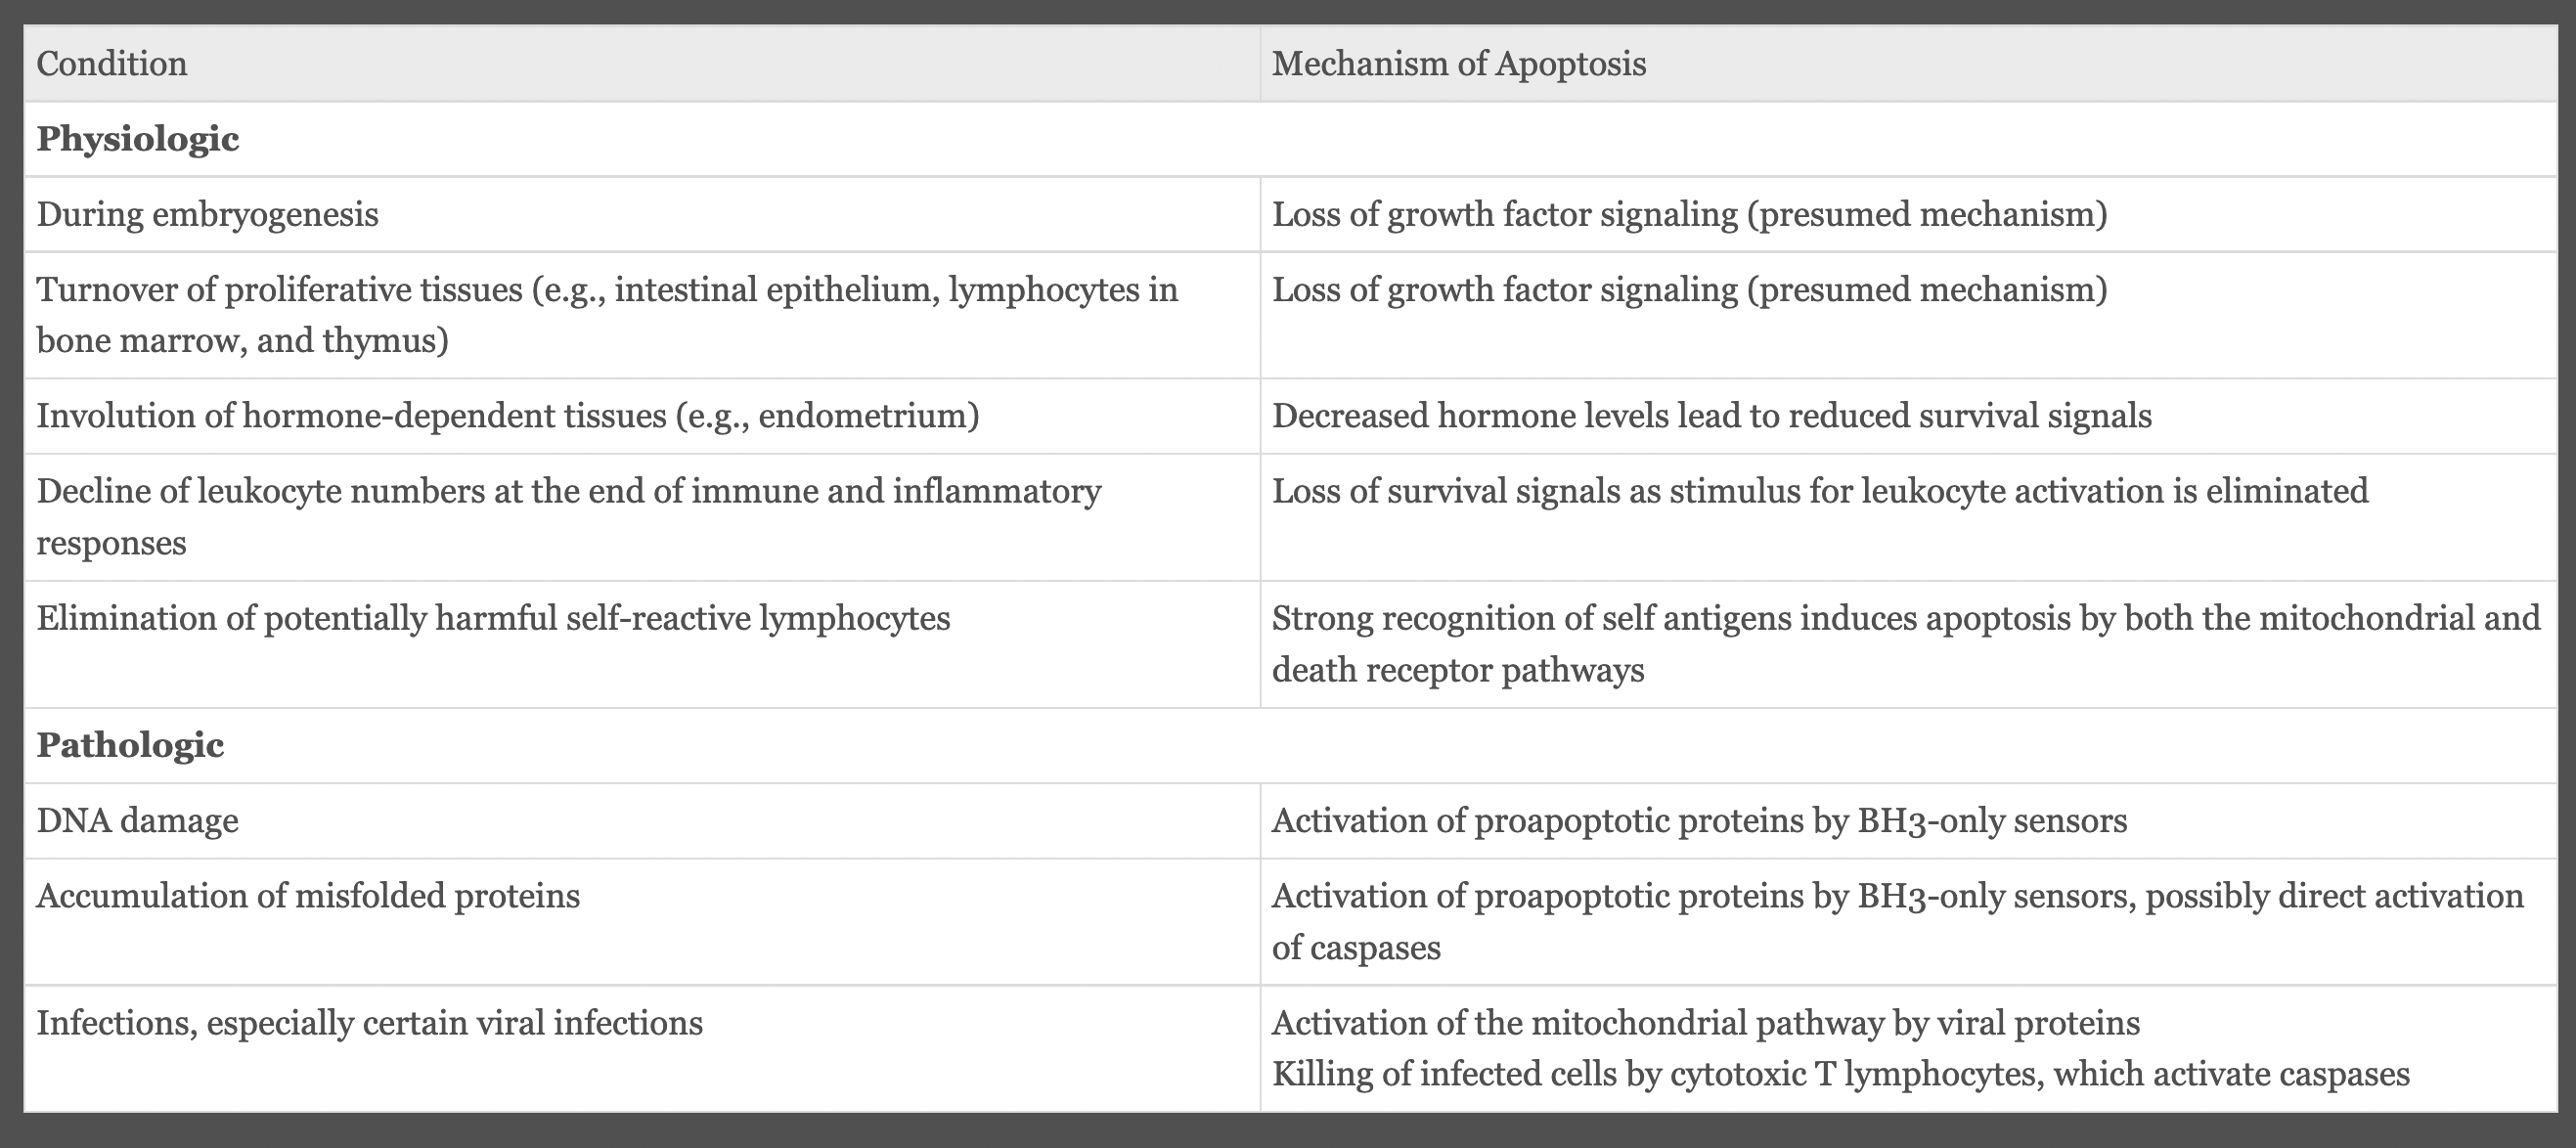 Condition
Mechanism of Apoptosis
Physiologic
During embryogenesis
Loss of growth factor signaling (presumed mechanism)
Turnover of proliferative tissues (e.g., intestinal epithelium, lymphocytes in
bone marrow, and thymus)
Loss of growth factor signaling (presumed mechanism)
Involution of hormone-dependent tissues (e.g., endometrium)
Decreased hormone levels lead to reduced survival signals
Decline of leukocyte numbers at the end of immune and inflammatory
responses
Loss of survival signals as stimulus for leukocyte activation is eliminated
Elimination of potentially harmful self-reactive lymphocytes
Strong recognition of self antigens induces apoptosis by both the mitochondrial and
death receptor pathways
Pathologic
DNA damage
Activation of proapoptotic proteins by BH3-only sensors
Accumulation of misfolded proteins
Activation of proapoptotic proteins by BH3-only sensors, possibly direct activation
of caspases
Infections, especially certain viral infections
Activation of the mitochondrial pathway by viral proteins
Killing of infected cells by cytotoxic T lymphocytes, which activate caspases